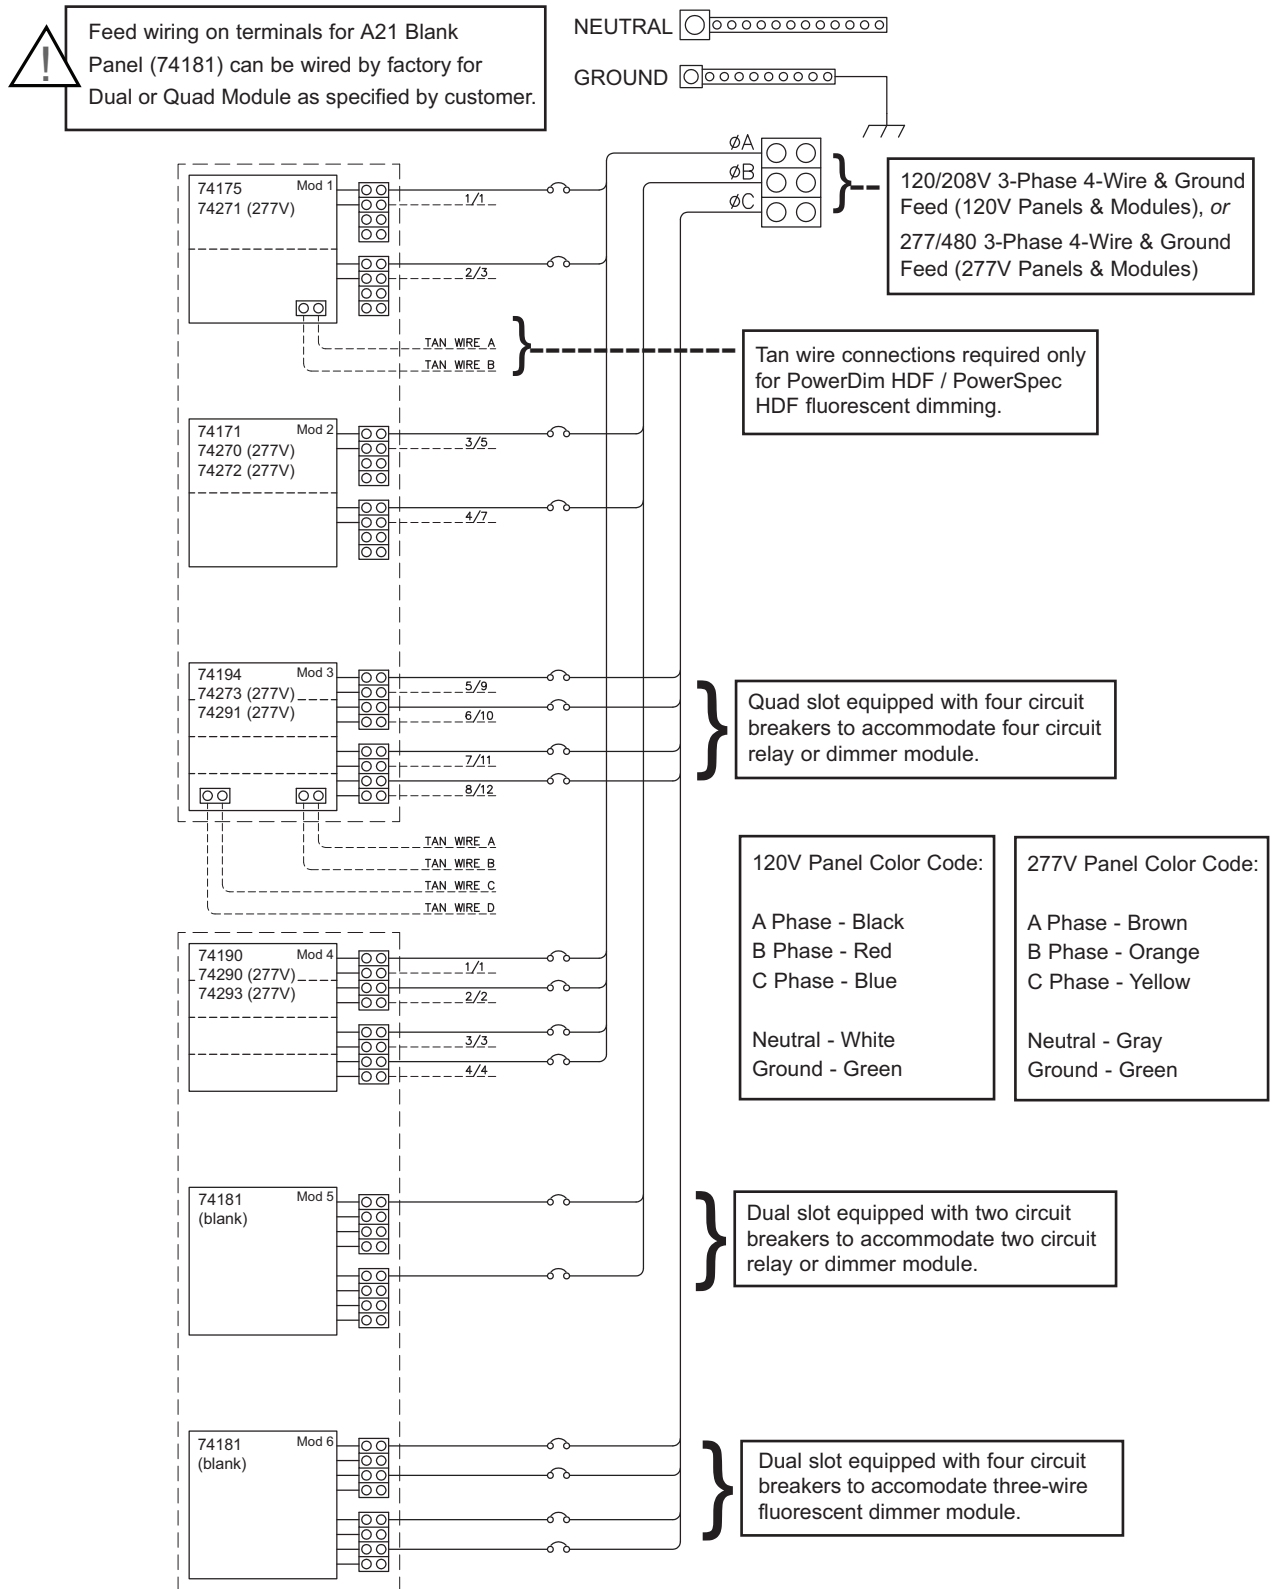 Feed wiring on terminals for A21 Blank
Panel (74181) can be wired by factory for
Dual or Quad Module as specified by customer.
!
NEUTRAL
GROUND
øA
øB
øC
120/208V 3-Phase 4-Wire & Ground
Feed (120V Panels & Modules), or
277/480 3-Phase 4-Wire & Ground
Feed (277V Panels & Modules)
74175
Mod 1
74271 (277V)
1/1
2/3
TAN WIRE A
TAN WIRE B
Tan wire connections required only
for PowerDim HDF / PowerSpec
HDF fluorescent dimming.
74171
Mod 2
74270 (277V)
74272 (277V)
3/5
4/7
74194
Mod 3
74273 (277V)
74291 (277V)
5/9
6/10
7/11
8/12
Quad slot equipped with four circuit
breakers to accommodate four circuit
relay or dimmer module.
TAN WIRE A
TAN WIRE B
TAN WIRE C
TAN WIRE D
120V Panel Color Code:
A Phase - Black
B Phase - Red
C Phase - Blue
Neutral - White
Ground - Green
277V Panel Color Code:
A Phase - Brown
B Phase - Orange
C Phase - Yellow
Neutral - Gray
Ground - Green
74190
Mod 4
74290 (277V)
74293 (277V)
1/1
2/2
3/3
4/4
74181
Mod 5
(blank)
Dual slot equipped with two circuit
breakers to accommodate two circuit
relay or dimmer module.
74181
Mod 6
(blank)
Dual slot equipped with four circuit
breakers to accomodate three-wire
fluorescent dimmer module.